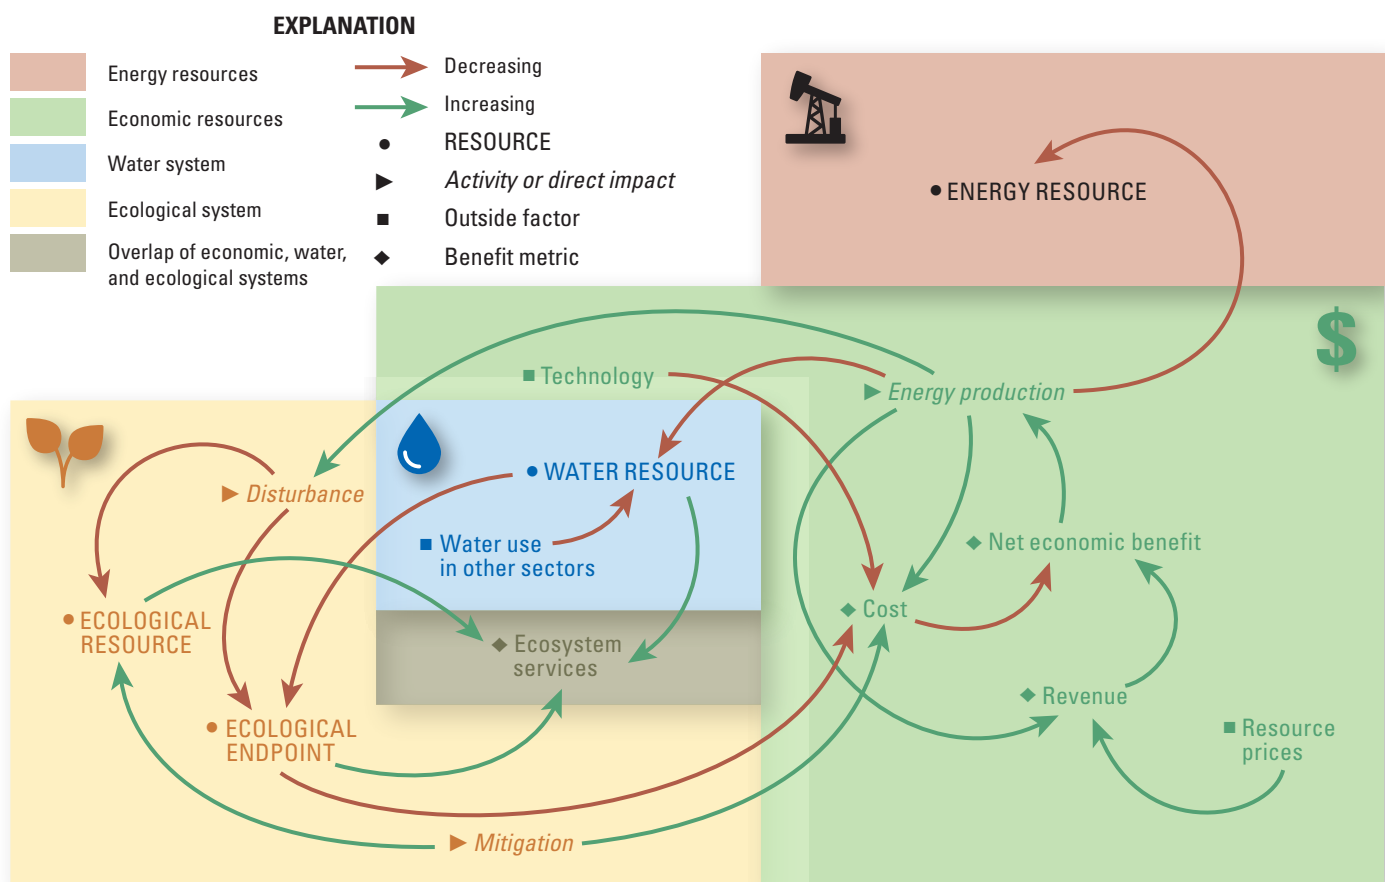 EXPLANATION
Energy resources
Economic resources
Water system
Ecological system
Overlap of economic, water,
and ecological systems
Decreasing
Increasing
RESOURCE
Activity or direct impact
Outside factor
Benefit metric
ENERGY RESOURCE
$
Technology
Energy production
WATER RESOURCE
Disturbance
Water use
in other sectors
Net economic benefit
ECOLOGICAL
RESOURCE
Cost
Ecosystem
services
Revenue
ECOLOGICAL
ENDPOINT
Resource
prices
Mitigation